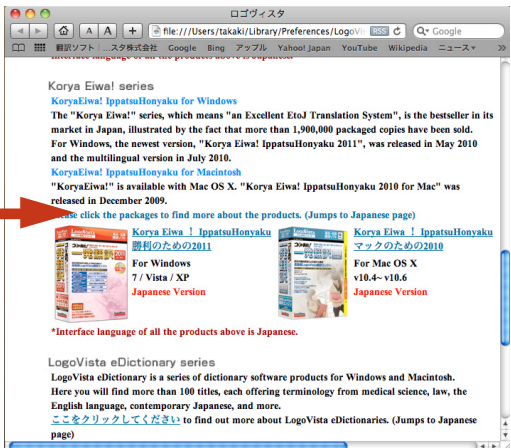 ロゴヴィスタ
file:///Users/takaki/Library/Preferences/LogoVi RSS Google
翻訳ソフト｜...スタ株式会社 Google Bing アップル Yahoo! Japan YouTube Wikipedia ニュース▼ »
Interface language of all the products above is Japanese.
Korya Eiwa! series
KoryaEiwa! IppatsuHonyaku for Windows
The "Korya Eiwa!" series, which means "an Excellent EtoJ Translation System", is the bestseller in its
market in Japan, illustrated by the fact that more than 1,900,000 packaged copies have been sold.
For Windows, the newest version, "Korya Eiwa! IppatsuHonyaku 2011", was released in May 2010
and the multilingual version in July 2010.
KoryaEiwa! IppatsuHonyaku for Macintosh
"KoryaEiwa!" is available with Mac OS X. "Korya Eiwa! IppatsuHonyaku 2010 for Mac" was
released in December 2009.
Please click the packages to find more about the products. (Jumps to Japanese page)
Korya Eiwa ！ IppatsuHonyaku
勝利のための2011
For Windows
7 / Vista / XP
Japanese Version
Korya Eiwa ！ IppatsuHonyaku
マックのための2010
For Mac OS X
v10.4~ v10.6
Japanese Version
*Interface language of all the products above is Japanese.
LogoVista eDictionary series
LogoVista eDictionary is a series of dictionary software products for Windows and Macintosh.
Here you will find more than 100 titles, each offering terminology from medical science, law, the
English language, contemporary Japanese, and more.
ここをクリックしてください to find out more about LogoVista eDictionaries. (Jumps to Japanese
page)